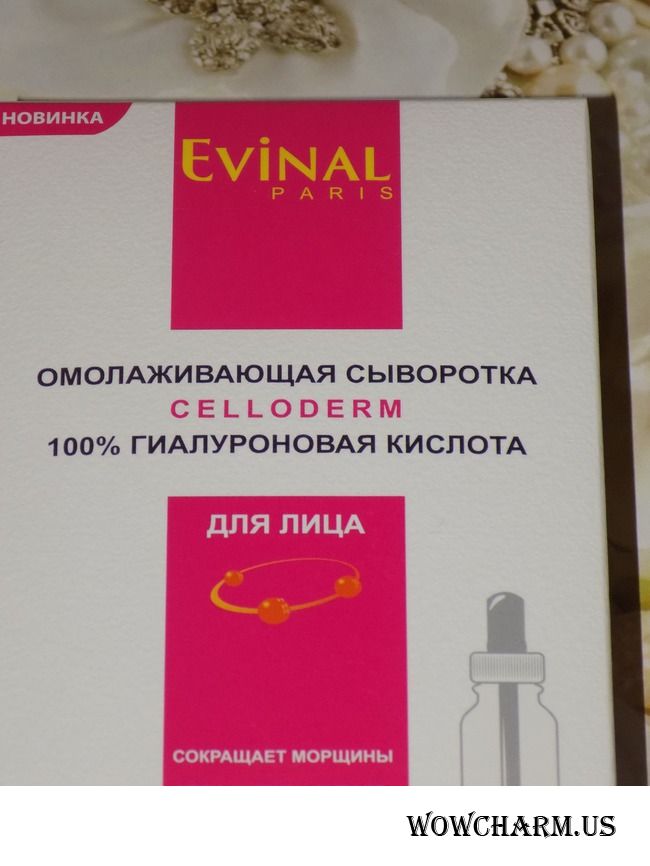 НОВИНКА
EViNAL
PARIS
ОМОЛАЖИВАЮЩАЯ СЫВОРОТКА
CELLODERM
100% ГИАЛУРОНОВАЯ КИСЛОТА
ДЛЯ ЛИЦА
СОКРАЩАЕТ МОРЩИНЫ
WOWCHARM.US